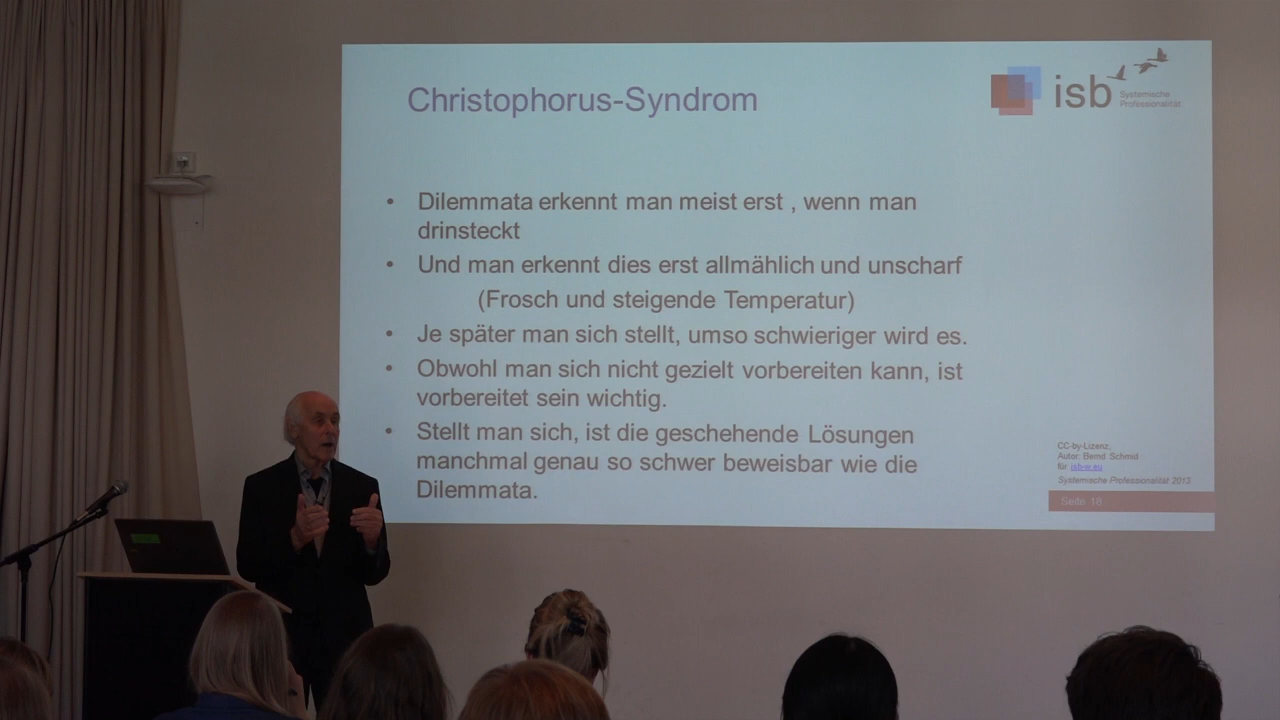 Christophorus-Syndrom
isb
Systemische
Professionalität
• Dilemmata erkennt man meist erst , wenn man
drinsteckt
• Und man erkennt dies erst allmählich und unscharf
(Frosch und steigende Temperatur)
• Je später man sich stellt, umso schwieriger wird es.
• Obwohl man sich nicht gezielt vorbereiten kann, ist
vorbereitet sein wichtig.
• Stellt man sich, ist die geschehende Lösungen
manchmal genau so schwer beweisbar wie die
Dilemmata.
CC-by-Lizenz,
Autor: Bernd Schmid
für isb-w.eu
Systemische Professionalität 2013
Seite 18